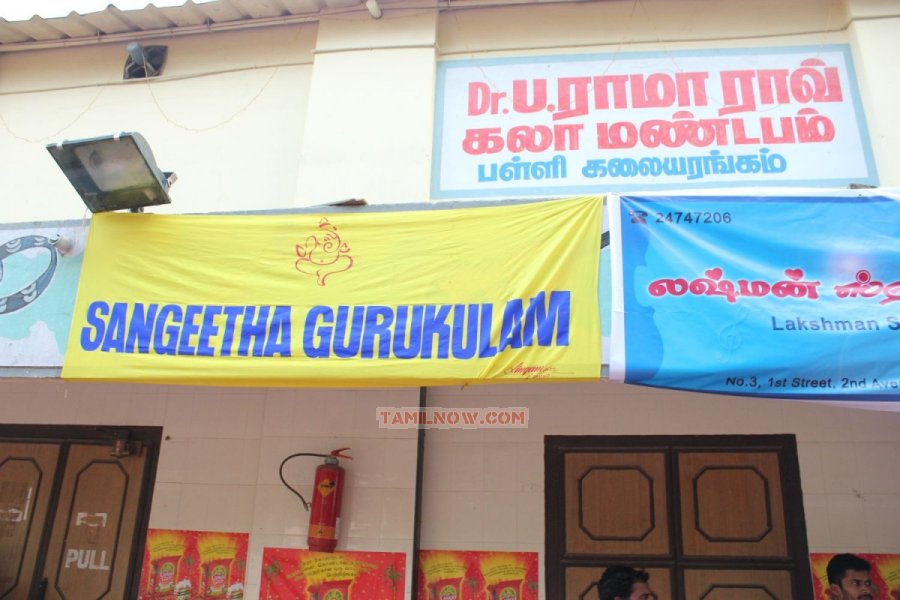 Dr. ப. ராமா ராவ்
கலா மண்டபம்
பள்ளி கலையரங்கம்
☎ 24747206
SANGEETHA GURUKULAM
லஷ்மன்
Lakshman
No.3, 1st Street, 2nd
TAMILNOW.COM
PULL